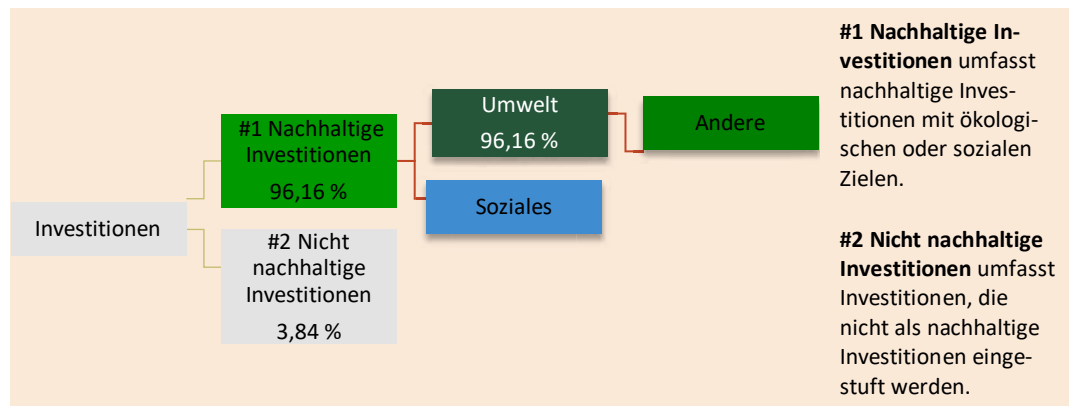 Investitionen
#1 Nachhaltige
Investitionen
96,16 %
#2 Nicht
nachhaltige
Investitionen
3,84 %
Umwelt
96,16 %
Soziales
Andere
#1 Nachhaltige In-
vestitionen umfasst
nachhaltige Inves-
titionen mit ökologi-
schen oder sozialen
Zielen.
#2 Nicht nachhaltige
Investitionen umfasst
Investitionen, die
nicht als nachhaltige
Investitionen einge-
stuft werden.